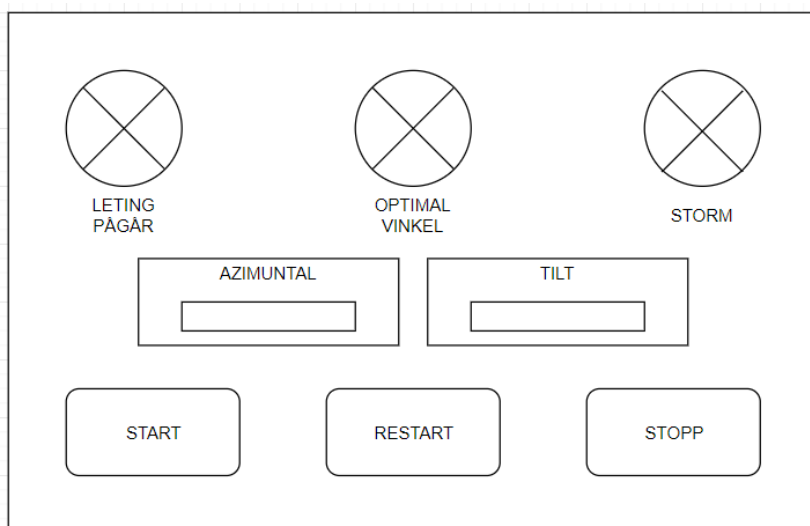 LETING
PÅGÅR
OPTIMAL
VINKEL
STORM
AZIMUNTAL
TILT
START
RESTART
STOPP